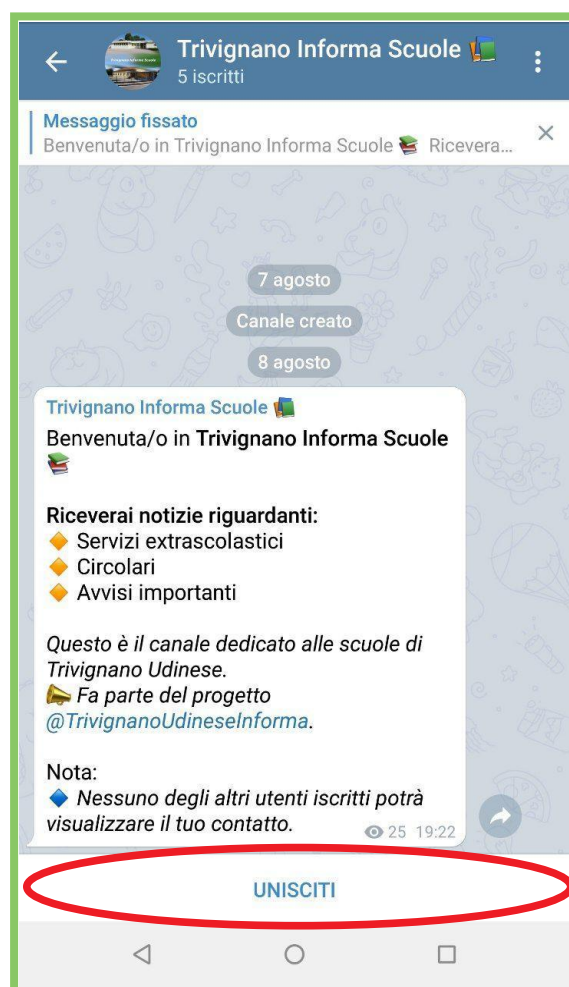 Trivignano Informa Scuole
5 iscritti
Messaggio fissato
Benvenuta/o in Trivignano Informa Scuole 📚 Ricevera...
7 agosto
Canale creato
8 agosto
Trivignano Informa Scuole
Benvenuta/o in Trivignano Informa Scuole
📚
Riceverai notizie riguardanti:
🔶 Servizi extrascolastici
🔶 Circolari
🔶 Avvisi importanti
Questo è il canale dedicato alle scuole di
Trivignano Udinese.
📣 Fa parte del progetto
@TrivignanoUdineseInforma.
Nota:
🔷 Nessuno degli altri utenti iscritti potrà
visualizzare il tuo contatto.
25 19:22
UNISCITI